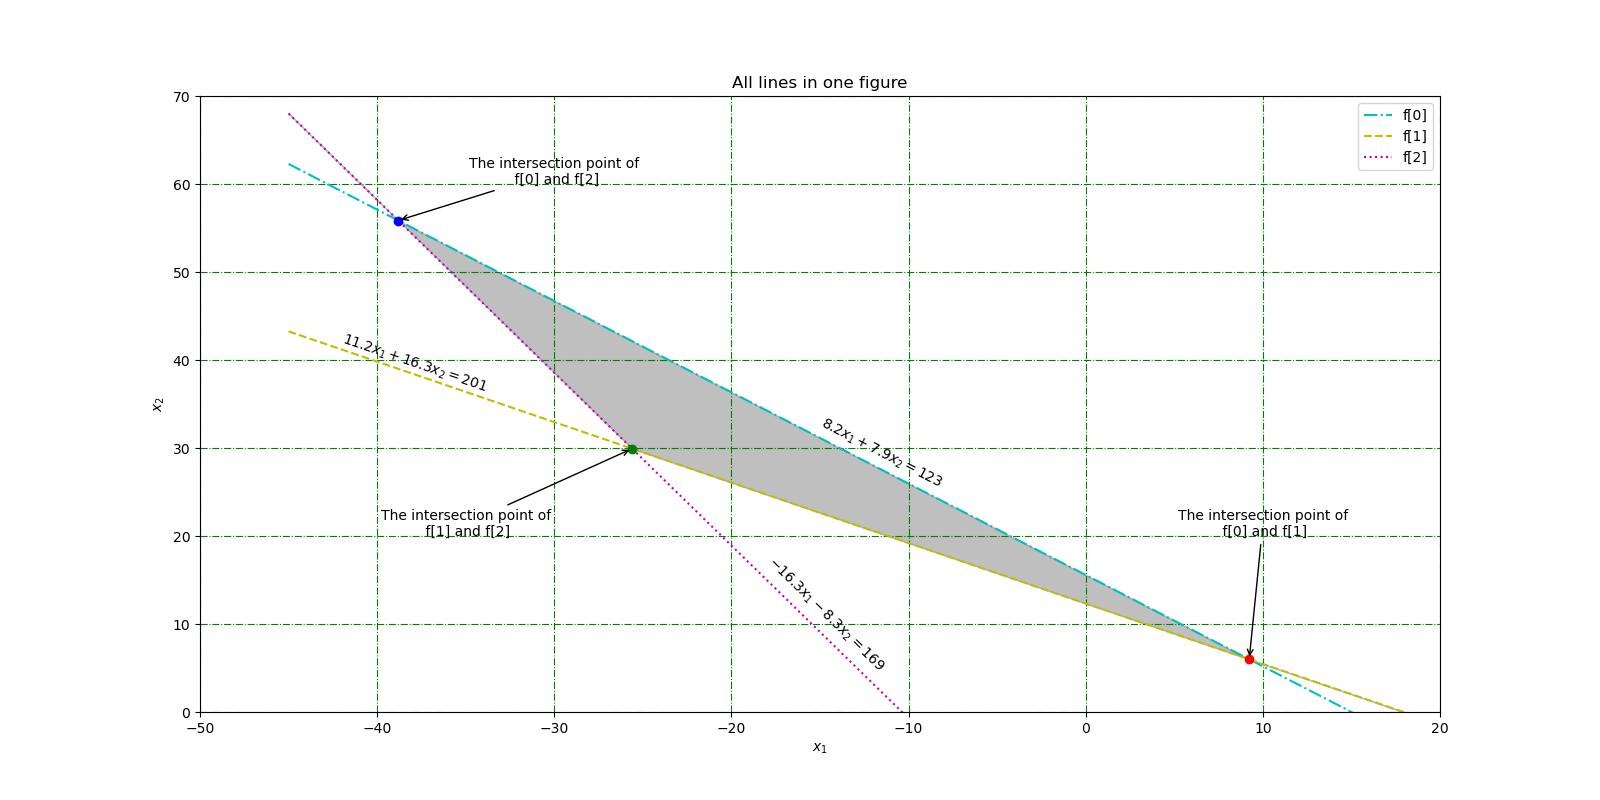 All lines in one figure
f[0]
f[1]
f[2]
70
60
50
40
30
20
10
0
x₂
The intersection point of
f[0] and f[2]
11.2x₁ + 16.3x₂ = 201
8.2x₁ + 7.9x₂ = 123
The intersection point of
f[1] and f[2]
The intersection point of
f[0] and f[1]
−16.3x₁ − 8.3x₂ = 169
−50 −40 −30 −20 −10 0 10 20
x₁